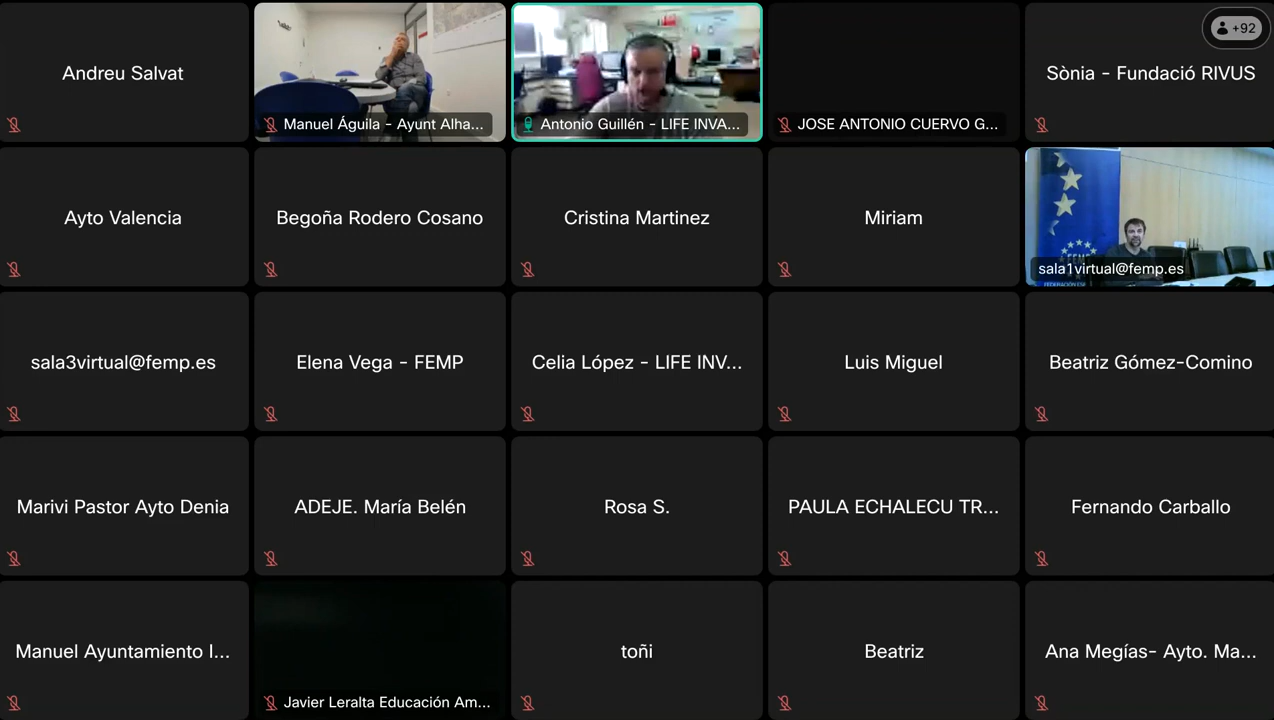 +92
Andreu Salvat
Manuel Águila - Ayunt Alha...
Antonio Guillén - LIFE INVA...
JOSE ANTONIO CUERVO G...
Sònia - Fundació RIVUS
Ayto Valencia
Begoña Rodero Cosano
Cristina Martinez
Miriam
FEMP
sala1virtual@femp.es
FEDERACIÓN ESP
sala3virtual@femp.es
Elena Vega - FEMP
Celia López - LIFE INV...
Luis Miguel
Beatriz Gómez-Comino
Marivi Pastor Ayto Denia
ADEJE. María Belén
Rosa S.
PAULA ECHALECU TR...
Fernando Carballo
Manuel Ayuntamiento I...
Javier Leralta Educación Am...
toñi
Beatriz
Ana Megías- Ayto. Ma...